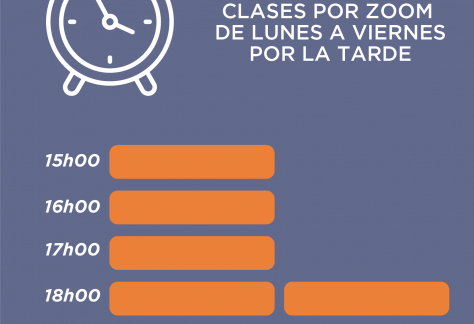 CLASES POR ZOOM
DE LUNES A VIERNES
POR LA TARDE
15h00
16h00
17h00
18h00